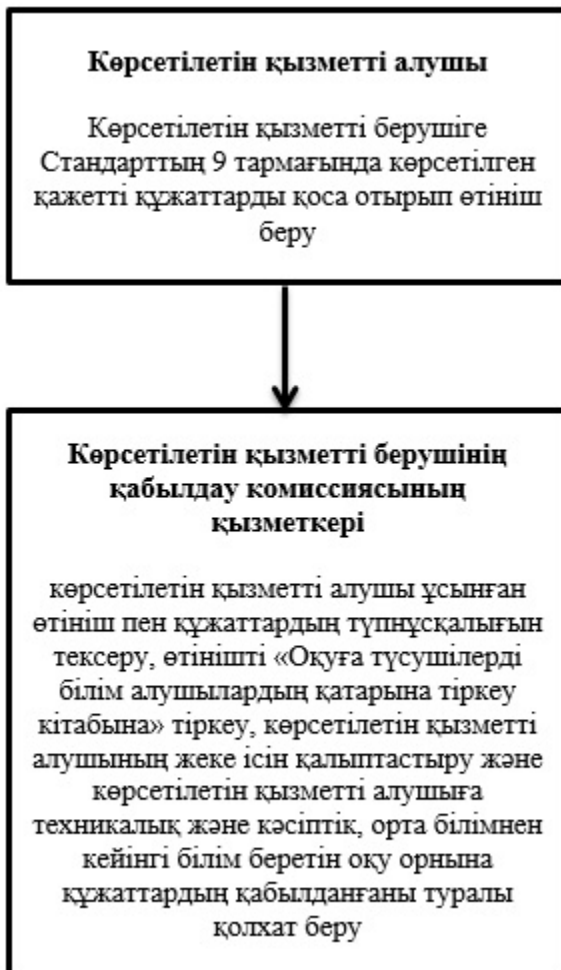 Көрсетілетін қызметті алушы
Көрсетілетін қызметті берушіге
Стандарттың 9 тармағында көрсетілген
қажетті құжаттарды қоса отырып өтініш
беру
Көрсетілетін қызметті берушінің
қабылдау комиссиясының
қызметкері
көрсетілетін қызметті алушы ұсынған
өтініш пен құжаттардың түпнұсқалығын
тексеру, өтінішті «Оқуға түсушілерді
білім алушылардың қатарына тіркеу
кітабына» тіркеу, көрсетілетін қызметті
алушының жеке ісін қалыптастыру және
көрсетілетін қызметті алушыға
техникалық және кәсіптік, орта білімнен
кейінгі білім беретін оқу орнына
құжаттардың қабылданғаны туралы
қолхат беру